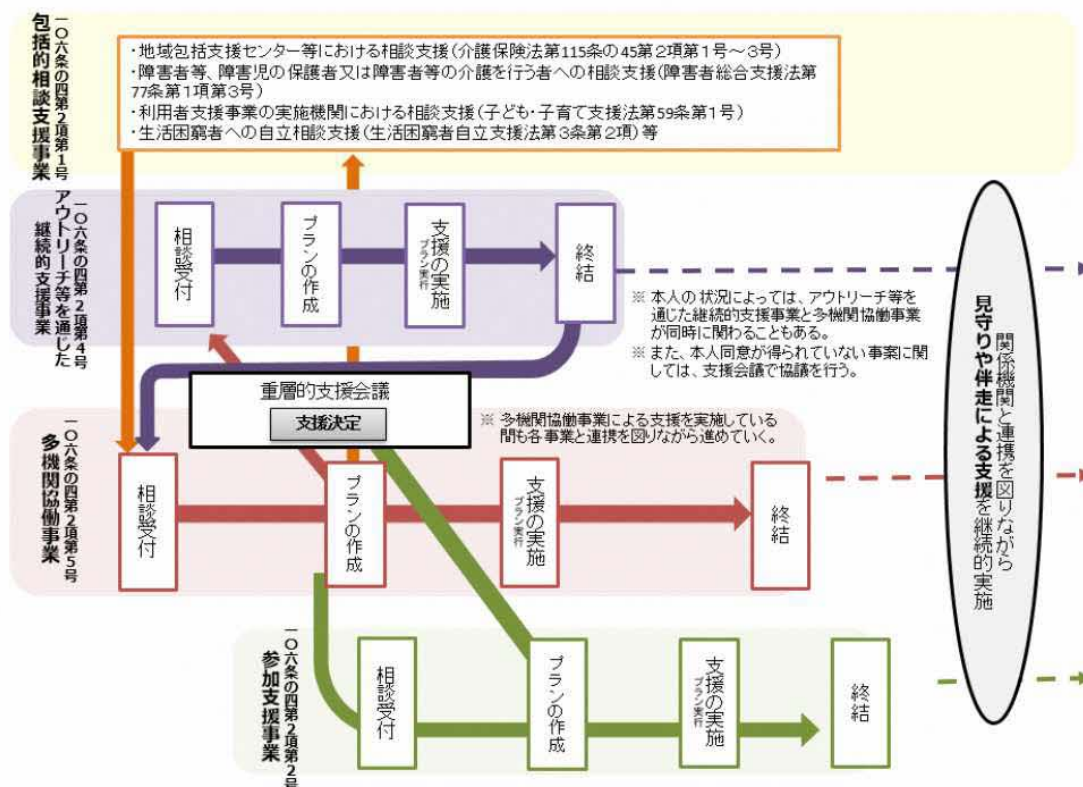 一〇六条の四第2項第1号
包括的相談支援事業
・地域包括支援センター等における相談支援(介護保険法第115条の45第2項第1号～3号)
・障害者等、障害児の保護者又は障害者等の介護を行う者への相談支援(障害者総合支援法第
77条第1項第3号)
・利用者支援事業の実施機関における相談支援(子ども・子育て支援法第59条第1号)
・生活困窮者への自立相談支援(生活困窮者自立支援法第3条第2項)等
一〇六条の四第2項第4号
アウトリーチ等を通じた
継続的支援事業
相談受付
プランの作成
支援の実施
プラン実行
終結
※ 本人の状況によっては、アウトリーチ等を
通じた継続的支援事業と多機関協働事業
が同時に関わることもある。
※ また、本人同意が得られていない事案に関
しては、支援会議で協議を行う。
重層的支援会議
支援決定
※ 多機関協働事業による支援を実施している
間も各事業と連携を図りながら進めていく。
一〇六条の四第2項第5号
多機関協働事業
相談受付
プランの作成
支援の実施
プラン実行
終結
一〇六条の四第2項第2号
参加支援事業
相談受付
プランの作成
支援の実施
プラン実行
終結
関係機関と連携を図りながら
見守りや伴走による支援を継続的実施